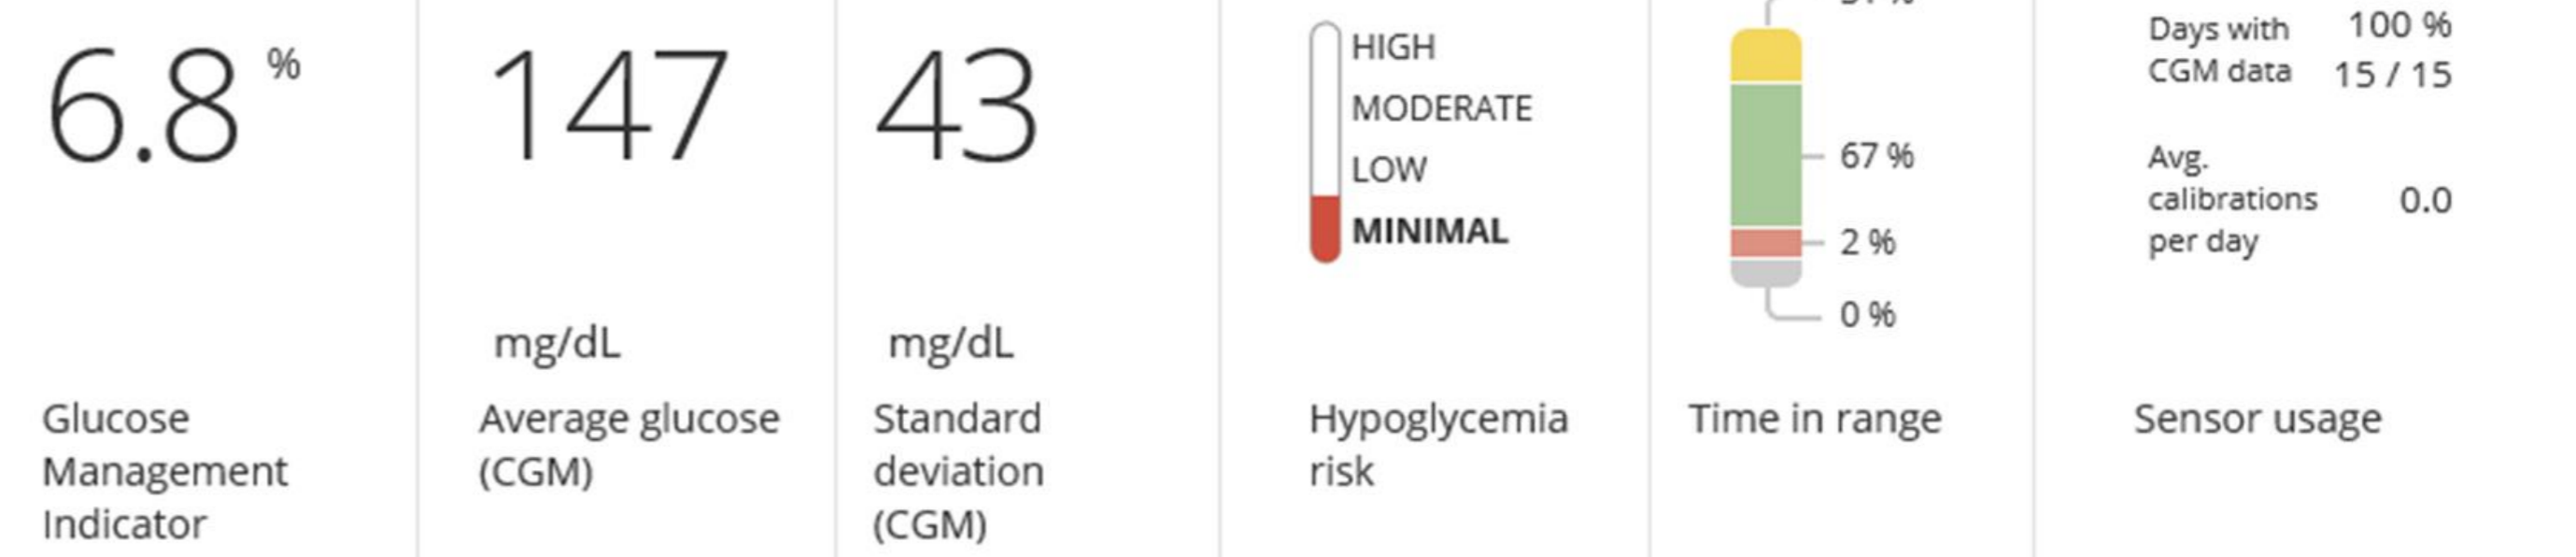 6.8 %
Glucose
Management
Indicator
147
mg/dL
Average glucose
(CGM)
43
mg/dL
Standard
deviation
(CGM)
HIGH
MODERATE
LOW
MINIMAL
Hypoglycemia
risk
67 %
2 %
0 %
Time in range
Days with 100 %
CGM data 15 / 15
Avg.
calibrations 0.0
per day
Sensor usage